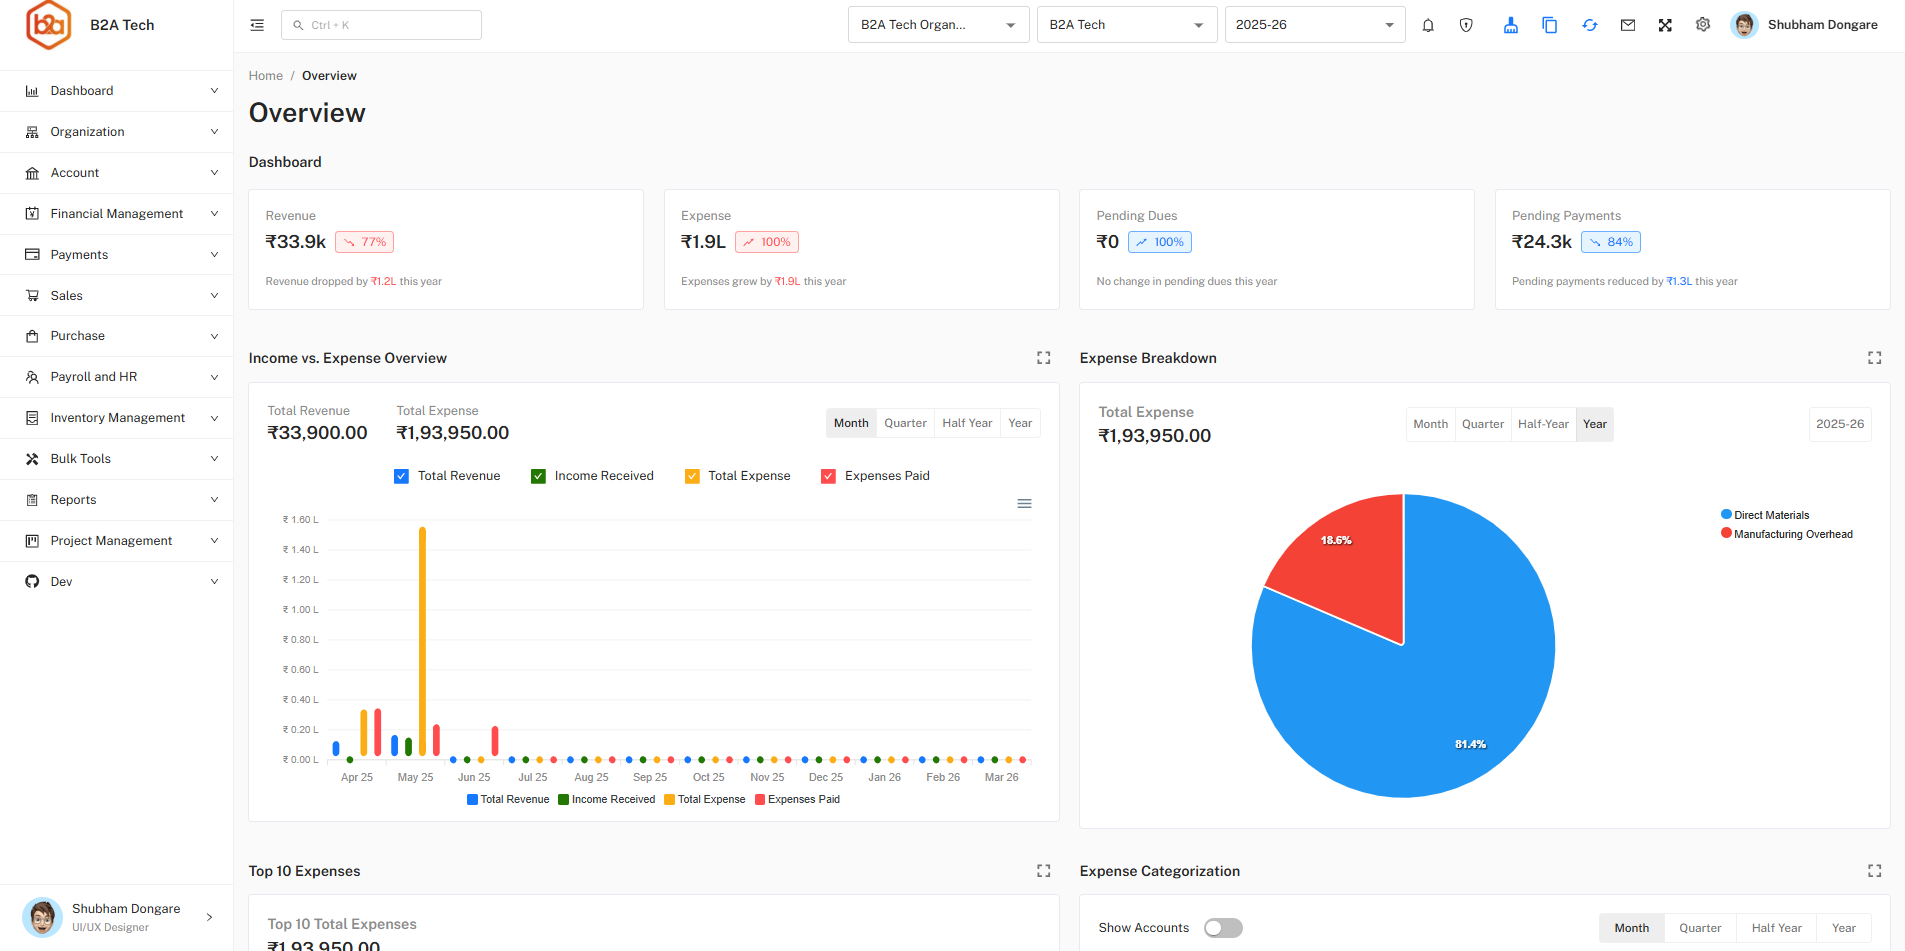 b2a
B2A Tech
Ctrl + K
B2A Tech Organ...
B2A Tech
2025-26
Shubham Dongare
Dashboard
Organization
Account
Financial Management
Payments
Sales
Purchase
Payroll and HR
Inventory Management
Bulk Tools
Reports
Project Management
Dev
Shubham Dongare
UI/UX Designer
Home / Overview
Overview
Dashboard
Revenue
₹33.9k 77%
Revenue dropped by ₹1.2L this year
Expense
₹1.9L 100%
Expenses grew by ₹1.9L this year
Pending Dues
₹0 100%
No change in pending dues this year
Pending Payments
₹24.3k 84%
Pending payments reduced by ₹1.3L this year
Income vs. Expense Overview
Total Revenue
₹33,900.00
Total Expense
₹1,93,950.00
Month Quarter Half Year Year
Total Revenue Income Received Total Expense Expenses Paid
₹ 1.60 L
₹ 1.40 L
₹ 1.20 L
₹ 1.00 L
₹ 0.80 L
₹ 0.60 L
₹ 0.40 L
₹ 0.20 L
₹ 0.00 L
Apr 25 May 25 Jun 25 Jul 25 Aug 25 Sep 25 Oct 25 Nov 25 Dec 25 Jan 26 Feb 26 Mar 26
Total Revenue Income Received Total Expense Expenses Paid
Expense Breakdown
Total Expense
₹1,93,950.00
Month Quarter Half-Year Year
2025-26
Direct Materials
Manufacturing Overhead
18.6%
81.4%
Top 10 Expenses
Top 10 Total Expenses
₹1,93,950.00
Expense Categorization
Show Accounts
Month Quarter Half Year Year